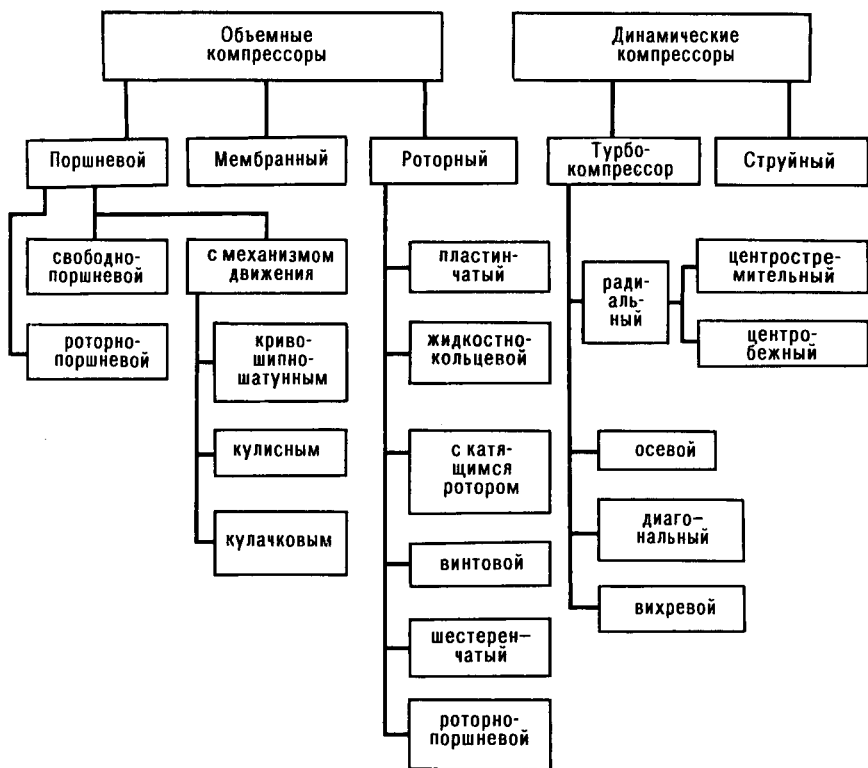 Объемные
компрессоры
Динамические
компрессоры
Поршневой
Мембранный
Роторный
Турбо-
компрессор
Струйный
свободно-
поршневой
роторно-
поршневой
с механизмом
движения
криво-
шипно-
шатунным
кулисным
кулачковым
пластин-
чатый
жидкостно-
кольцевой
с катя-
щимся
ротором
винтовой
шестерен-
чатый
роторно-
поршневой
ради-
аль-
ный
центростре-
мительный
центро-
бежный
осевой
диаго-
нальный
вихревой